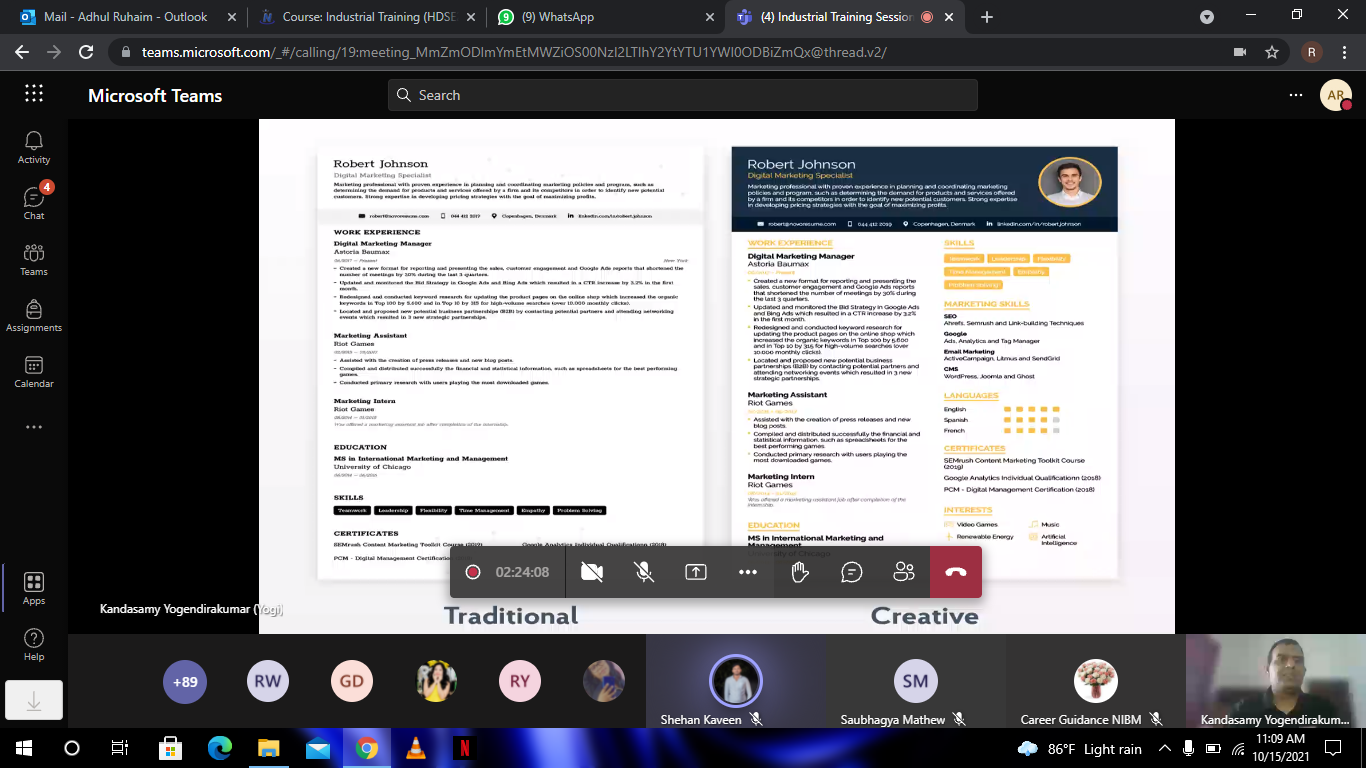 Mail - Adhul Ruhaim - Outlook
Course: Industrial Training (HDSE
(9) WhatsApp
(4) Industrial Training Session
teams.microsoft.com/_#/calling/19:meeting_MmZmODlmYmEtMWZiOS00NzI2LTlhY2YtYTU1YWI0ODBiZmQx@thread.v2/
R
Microsoft Teams
Search
AR
Activity
4
Chat
Teams
Assignments
Calendar
Apps
Help
Robert Johnson
Digital Marketing Specialist
Marketing professional with proven experience in planning and coordinating marketing policies and program, such as
determining the demand for products and services offered by a firm and its competitors in order to identify new potential
customers. Strong expertise in developing pricing strategies with the goal of maximizing profits.
robert@novoresume.com
044 412 2019
Copenhagen, Denmark
linkedin.com/in/robert.johnson
WORK EXPERIENCE
Digital Marketing Manager
Astoria Baumax
New York
- Created a new format for reporting and presenting the sales, customer engagement and Google Ads reports that shortened the
number of meetings by 30% during the last 3 quarters.
- Updated and monitored the Bid Strategy in Google Ads and Bing Ads which resulted in a CTR increase by 3,2% in the first
month.
- Redesigned and conducted keyword research for updating the product pages on the online shop which increased the organic
keywords in Top 100 by 5.600 and in Top 10 by 315 for high-volume searches (over 10.000 monthly clicks).
- Located and proposed new potential business partnerships (B2B) by contacting potential partners and attending networking
events which resulted in 3 new strategic partnerships.
Marketing Assistant
Riot Games
- Assisted with the creation of press releases and new blog posts.
- Compiled and distributed successfully the financial and statistical information, such as spreadsheets for the best performing
games.
- Conducted primary research with users playing the most downloaded games.
Marketing Intern
Riot Games
Was offered a marketing assistant job after completion of the internship.
EDUCATION
MS in International Marketing and Management
University of Chicago
SKILLS
Teamwork Leadership Flexibility Time Management Empathy Problem Solving
CERTIFICATES
SEMrush Content Marketing Toolkit Course (2019)
Google Analytics Individual Qualificationn (2018)
PCM - Digital Management Certification
Traditional
Robert Johnson
Digital Marketing Specialist
Marketing professional with proven experience in planning and coordinating marketing
policies and program, such as determining the demand for products and services offered
by a firm and its competitors in order to identify new potential customers. Strong expertise
in developing pricing strategies with the goal of maximizing profits.
robert@novoresume.com
044 412 2019
Copenhagen, Denmark
linkedin.com/in/robert.johnson
WORK EXPERIENCE
Digital Marketing Manager
Astoria Baumax
Created a new format for reporting and presenting the
sales, customer engagement and Google Ads reports
that shortened the number of meetings by 30% during
the last 3 quarters.
Updated and monitored the Bid Strategy in Google Ads
and Bing Ads which resulted in a CTR increase by 3,2%
in the first month.
Redesigned and conducted keyword research for
updating the product pages on the online shop which
increased the organic keywords in Top 100 by 5.600
and in Top 10 by 315 for high-volume searches (over
10.000 monthly clicks).
Located and proposed new potential business
partnerships (B2B) by contacting potential partners and
attending networking events which resulted in 3 new
strategic partnerships.
Marketing Assistant
Riot Games
Assisted with the creation of press releases and new
blog posts.
Compiled and distributed successfully the financial and
statistical information, such as spreadsheets for the
best performing games.
Conducted primary research with users playing the
most downloaded games.
Marketing Intern
Riot Games
Was offered a marketing assistant job after completion of the
internship.
EDUCATION
MS in International Marketing and
Management
University of Chicago
SKILLS
Teamwork Leadership Flexibility
Time Management Empathy
Problem Solving
MARKETING SKILLS
SEO
Ahrefs, Semrush and Link-building Techniques
Google
Ads, Analytics and Tag Manager
Email Marketing
ActiveCampaign, Litmus and SendGrid
CMS
WordPress, Joomla and Ghost
LANGUAGES
English
Spanish
French
CERTIFICATES
SEMrush Content Marketing Toolkit Course
(2019)
Google Analytics Individual Qualificationn (2018)
PCM - Digital Management Certification (2018)
INTERESTS
Video Games
Music
Renewable Energy
Artificial
Intelligence
Creative
02:24:08
Kandasamy Yogendirakumar (Yogi)
+89
RW
GD
RY
Shehan Kaveen
SM
Saubhagya Mathew
Career Guidance NIBM
Kandasamy Yogendirakum...
86°F Light rain
11:09 AM
10/15/2021